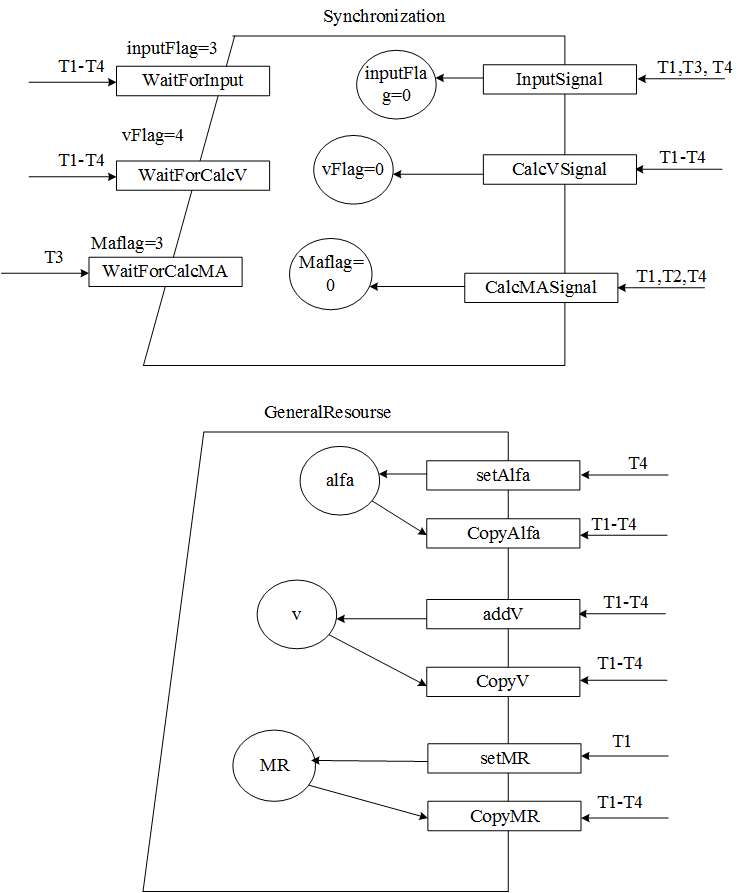 Synchronization
inputFlag=3
T1-T4
WaitForInput
inputFla
g=0
InputSignal
T1,T3, T4
vFlag=4
T1-T4
WaitForCalcV
vFlag=0
CalcVSignal
T1-T4
Maflag=3
T3
WaitForCalcMA
Maflag=
0
CalcMASignal
T1,T2,T4
GeneralResourse
alfa
setAlfa
T4
CopyAlfa
T1-T4
v
addV
T1-T4
CopyV
T1-T4
MR
setMR
T1
CopyMR
T1-T4